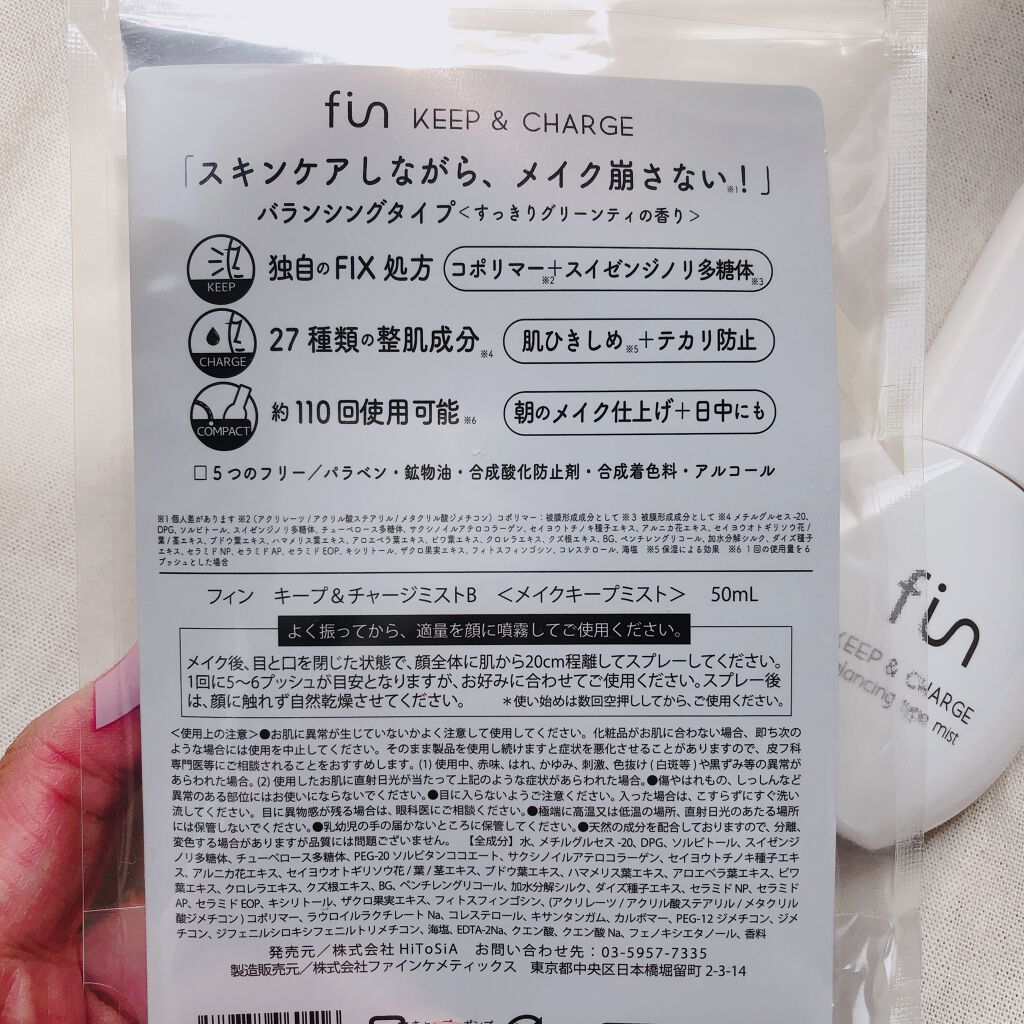 fin KEEP & CHARGE
「スキンケアしながら、メイク崩さない※1!」
バランシングタイプ<すっきりグリーンティの香り>
KEEP
独自のFIX処方 コポリマー※2+スイゼンジノリ多糖体※3
CHARGE
27種類の整肌成分※4 肌ひきしめ※5+テカリ防止
COMPACT
約110回使用可能※6 朝のメイク仕上げ+日中にも
□5つのフリー/パラベン・鉱物油・合成酸化防止剤・合成着色料・アルコール
※1 個人差があります ※2 (アクリレーツ/アクリル酸ステアリル/メタクリル酸ジメチコン) コポリマー:被膜形成成分として ※3 被膜形成成分として ※4 メチルグルセス-20、
DPG、ソルビトール、スイゼンジノリ多糖体、チューベロース多糖体、サクシノイルアテロコラーゲン、セイヨウトチノキ種子エキス、アルニカ花エキス、セイヨウオトギリソウ花/
葉/茎エキス、ブドウ葉エキス、ハマメリス葉エキス、アロエベラ葉エキス、ビワ葉エキス、クロレラエキス、クズ根エキス、BG、ペンチレングリコール、加水分解シルク、ダイズ種子
エキス、セラミドNP、セラミドAP、セラミドEOP、キシリトール、ザクロ果実エキス、フィトスフィンゴシン、コレステロール、海塩 ※5 保湿による効果 ※6 1回の使用量を6
プッシュとした場合
フィン キープ&チャージミストB <メイクキープミスト> 50mL
よく振ってから、適量を顔に噴霧してご使用ください。
メイク後、目と口を閉じた状態で、顔全体に肌から20cm程離してスプレーしてください。
1回に5〜6プッシュが目安となりますが、お好みに合わせてご使用ください。スプレー後
は、顔に触れず自然乾燥させてください。 *使い始めは数回空押ししてから、ご使用ください。
<使用上の注意>●お肌に異常が生じていないかよく注意して使用してください。化粧品がお肌に合わない場合、即ち次の
ような場合には使用を中止してください。そのまま製品を使用し続けますと症状を悪化させることがありますので、皮フ科
専門医等にご相談されることをおすすめします。(1) 使用中、赤味、はれ、かゆみ、刺激、色抜け(白斑等)や黒ずみ等の異常が
あらわれた場合。(2) 使用したお肌に直射日光が当たって上記のような症状があらわれた場合。●傷やはれもの、しっしんなど
異常のある部位にはお使いにならないでください。●目に入らないようご注意ください。入った場合は、こすらずにすぐ洗い
流してください。目に異物感が残る場合は、眼科医にご相談ください。●極端に高温又は低温の場所、直射日光のあたる場所
には保管しないでください。●乳幼児の手の届かないところに保管してください。●天然の成分を配合しておりますので、分離、
変色する場合がありますが品質には問題ございません。 【全成分】水、メチルグルセス-20、DPG、ソルビトール、スイゼンジ
ノリ多糖体、チューベロース多糖体、PEG-20 ソルビタンココエート、サクシノイルアテロコラーゲン、セイヨウトチノキ種子エキ
ス、アルニカ花エキス、セイヨウオトギリソウ花/葉/茎エキス、ブドウ葉エキス、ハマメリス葉エキス、アロエベラ葉エキス、ビワ
葉エキス、クロレラエキス、クズ根エキス、BG、ペンチレングリコール、加水分解シルク、ダイズ種子エキス、セラミドNP、セラミド
AP、セラミドEOP、キシリトール、ザクロ果実エキス、フィトスフィンゴシン、(アクリレーツ/アクリル酸ステアリル/メタクリル
酸ジメチコン)コポリマー、ラウロイルラクチレートNa、コレステロール、キサンタンガム、カルボマー、PEG-12 ジメチコン、ジメ
チコン、ジフェニルシロキシフェニルトリメチコン、海塩、EDTA-2Na、クエン酸、クエン酸Na、フェノキシエタノール、香料
発売元/株式会社 HiToSiA お問い合わせ先:03-5957-7335
製造販売元/株式会社ファインケメティックス 東京都中央区日本橋堀留町 2-3-14
fin
KEEP & CHARGE
balancing type mist